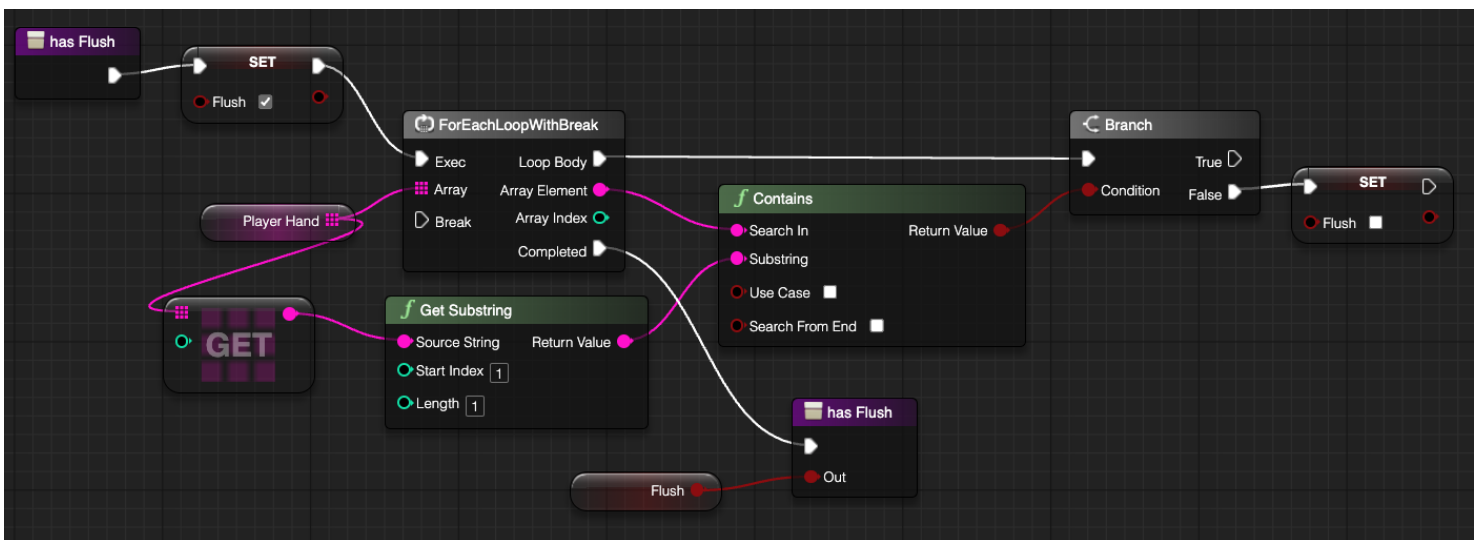 has Flush
SET
Flush
ForEachLoopWithBreak
Exec
Loop Body
Array
Array Element
Break
Array Index
Completed
Player Hand
GET
Get Substring
Source String
Return Value
Start Index 1
Length 1
Contains
Search In
Return Value
Substring
Use Case
Search From End
Branch
True
Condition
False
SET
Flush
has Flush
Out
Flush